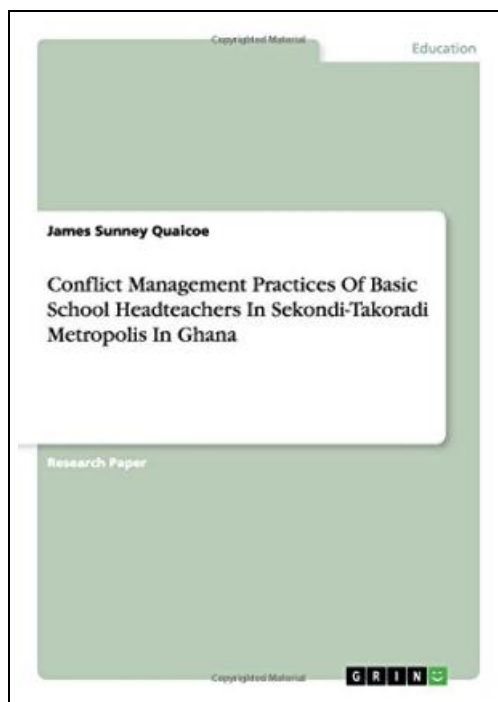 Copyrighted Material
Education
James Sunney Quaicoe
Conflict Management Practices Of Basic
School Headteachers In Sekondi-Takoradi
Metropolis In Ghana
Research Paper
Copyrighted Material
GRIN